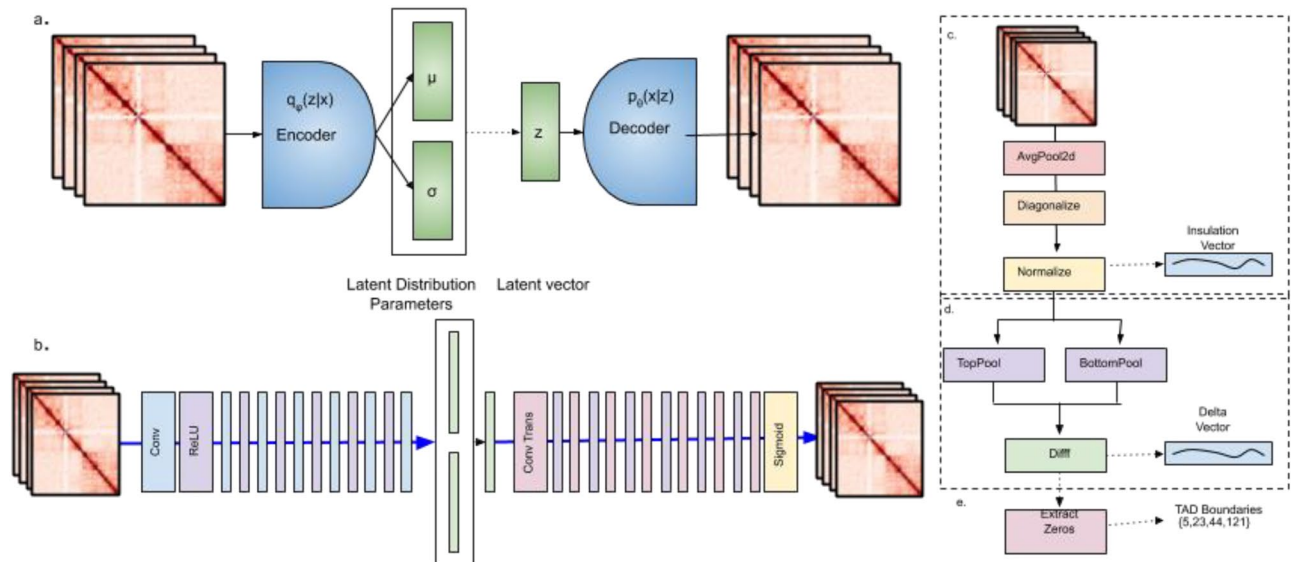 a.
qφ(z|x)
Encoder
μ
σ
z
pθ(x|z)
Decoder
Latent Distribution
Parameters
Latent vector
b.
Conv
ReLU
Conv Trans
Sigmoid
c.
AvgPool2d
Diagonalize
Normalize
Insulation
Vector
d.
TopPool
BottomPool
Difff
Delta
Vector
e.
Extract
Zeros
TAD Boundaries
{5,23,44,121}